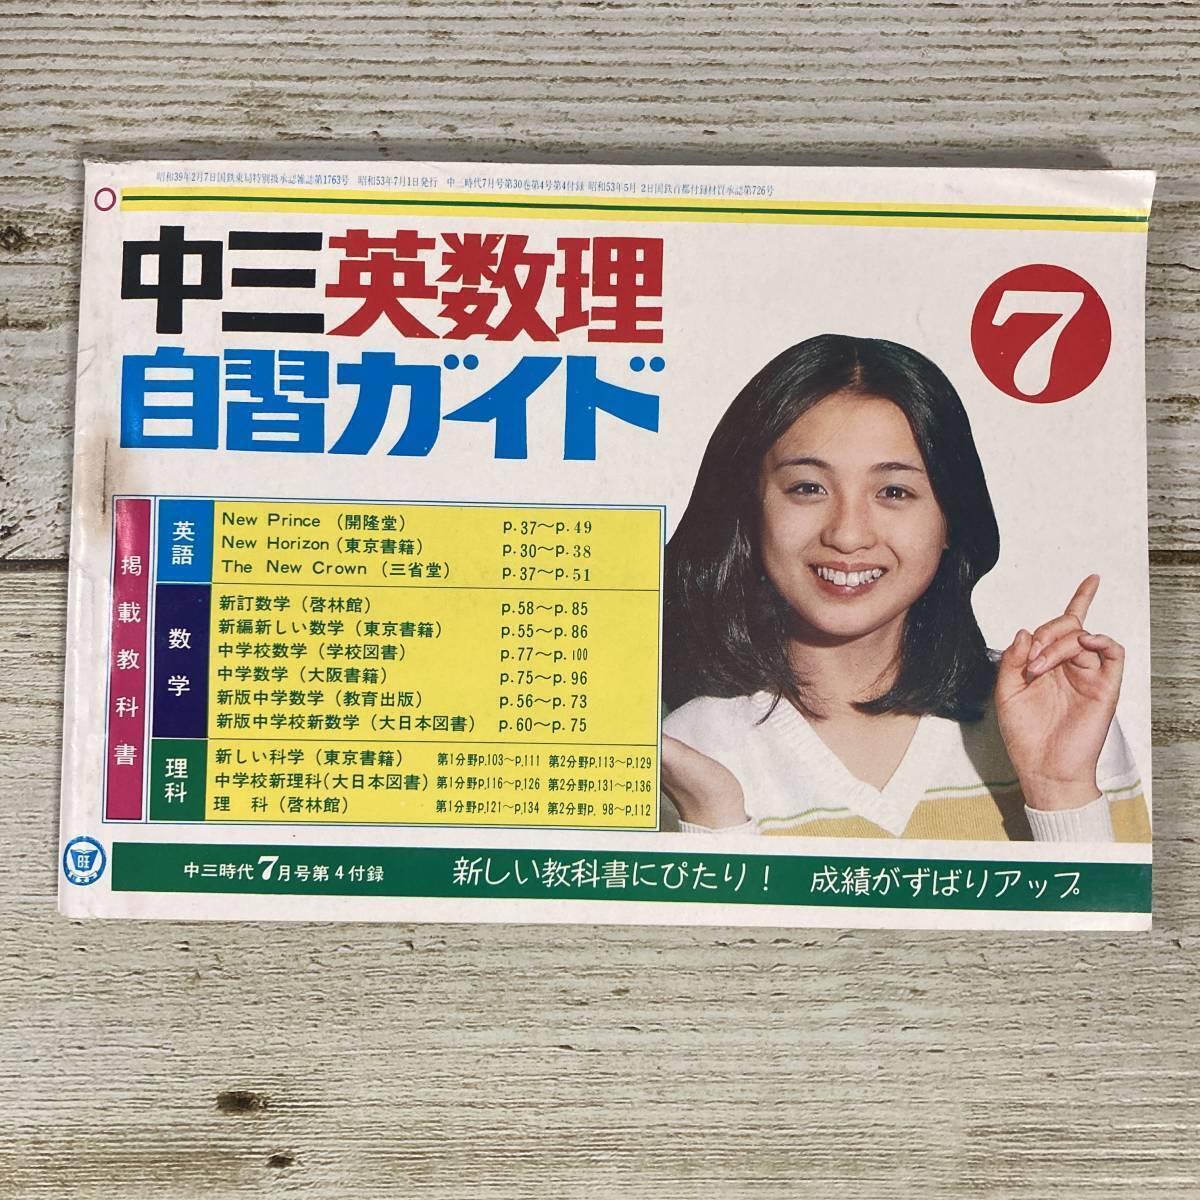 昭和39年2月7日国鉄東局特別扱承認雑誌第1763号 昭和53年7月1日発行 中三時代7月号第30巻第4号第4付録 昭和53年5月2日国鉄首都付録材質承認第726号
中三英数理
自習ガイド
7
掲載教科書
英語
New Prince (開隆堂) p.37～p.49
New Horizon (東京書籍) p.30～p.38
The New Crown (三省堂) p.37～p.51
数学
新訂数学 (啓林館) p.58～p.85
新編新しい数学 (東京書籍) p.55～p.86
中学校数学 (学校図書) p.77～p.100
中学数学 (大阪書籍) p.75～p.96
新版中学数学 (教育出版) p.56～p.73
新版中学校新数学 (大日本図書) p.60～p.75
理科
新しい科学 (東京書籍) 第1分野p.103～p.111 第2分野p.113～p.129
中学校新理科(大日本図書) 第1分野p.116～p.126 第2分野p.131～p.136
理 科 (啓林館) 第1分野p.121～p.134 第2分野p. 98～p.112
旺
中三時代7月号第4付録 新しい教科書にぴたり! 成績がずばりアップ